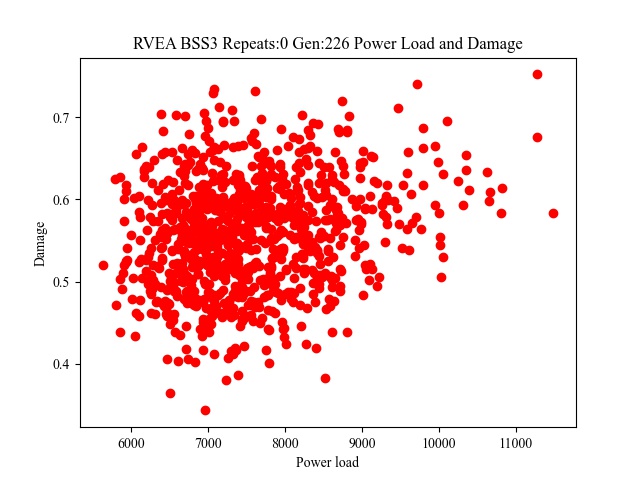 RVEA BSS3 Repeats:0 Gen:226 Power Load and Damage
0.7
0.6
0.5
0.4
Damage
6000 7000 8000 9000 10000 11000
Power load